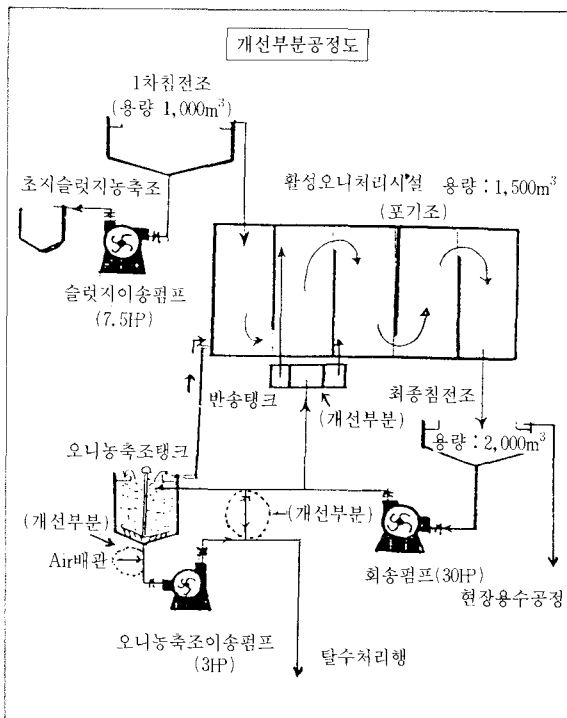 개선부분공정도
1차침전조
(용량 1,000m³)
초지슬럿지농축조
활성오니처리시설 용량 : 1,500m³
(포기조)
슬럿지이송펌프
(7.5HP)
반송탱크
(개선부분)
최종침전조
오니농축조탱크
용량 : 2,000m³
(개선부분)
(개선부분)
Air배관
회송펌프(30HP)
현장용수공정
오니농축조이송펌프
(3HP)
탈수처리행